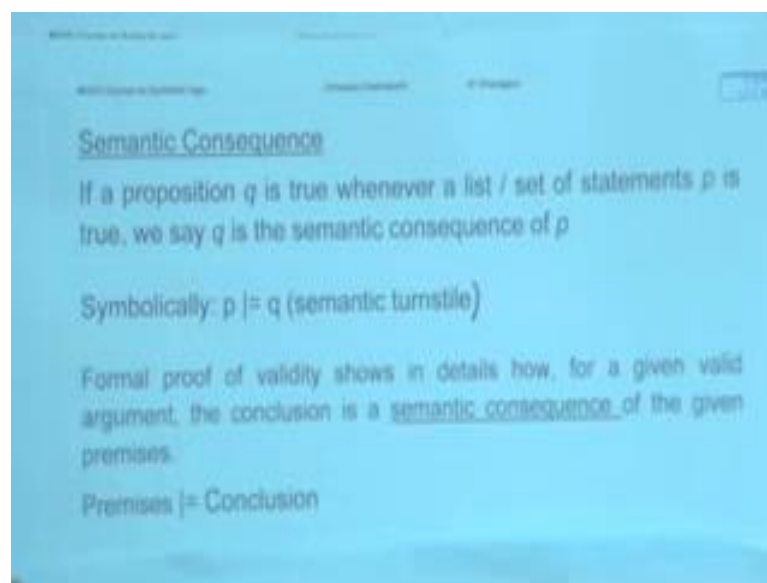 Semantic Consequence
If a proposition q is true whenever a list / set of statements p is
true, we say q is the semantic consequence of p
Symbolically: p |= q (semantic turnstile)
Formal proof of validity shows in details how, for a given valid
argument, the conclusion is a semantic consequence of the given
premises.
Premises |= Conclusion